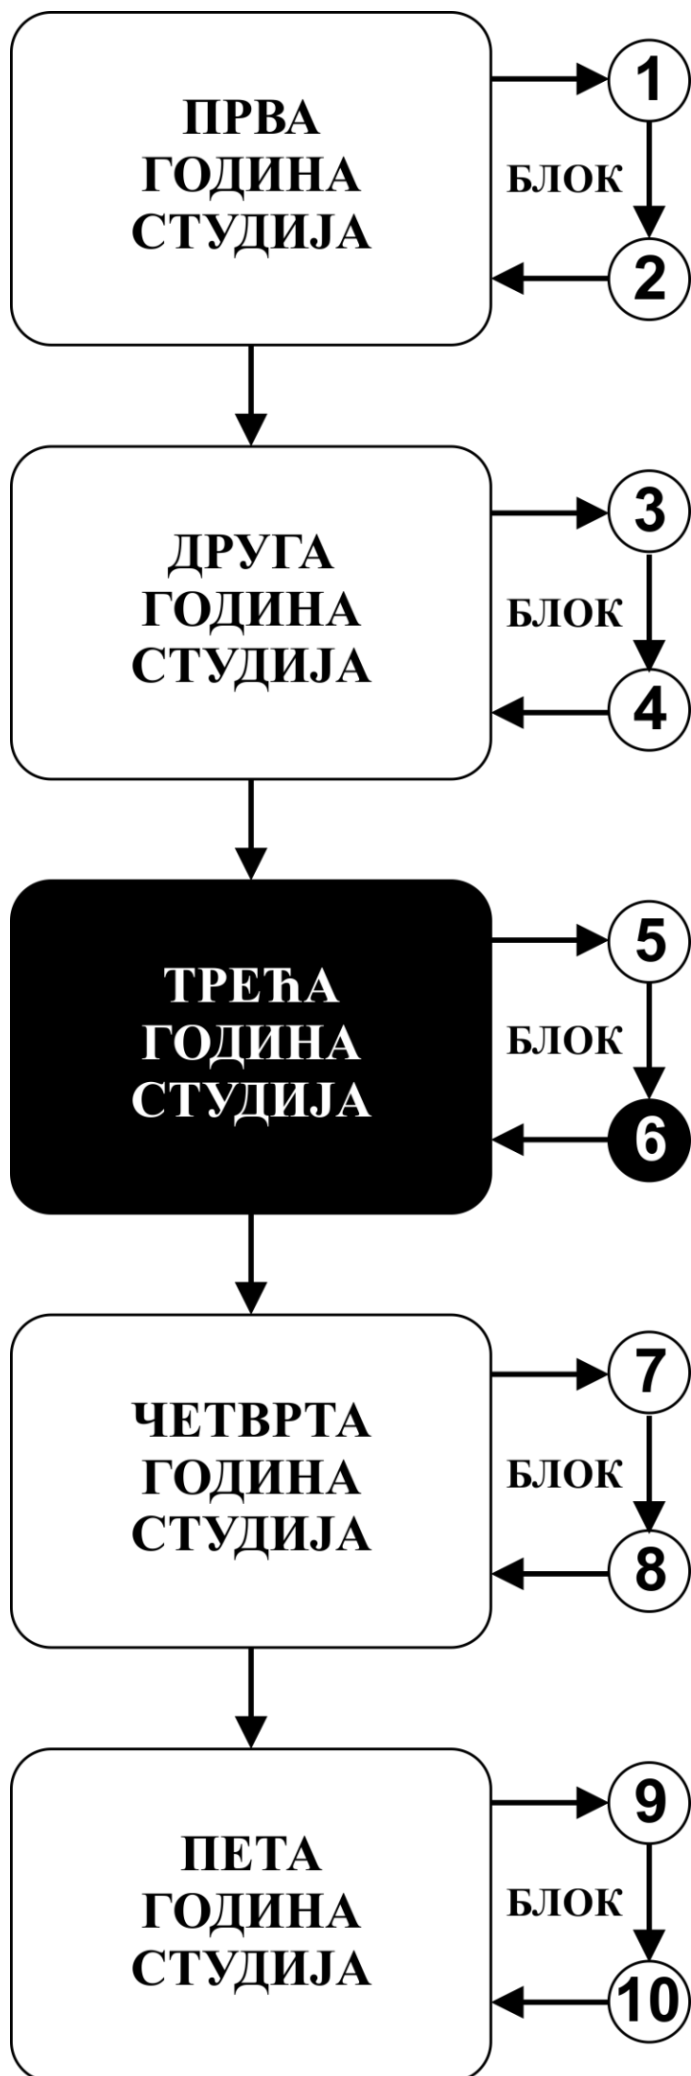 ПРВА
ГОДИНА
СТУДИЈА
1
БЛОК
2
ДРУГА
ГОДИНА
СТУДИЈА
3
БЛОК
4
ТРЕЋА
ГОДИНА
СТУДИЈА
5
БЛОК
6
ЧЕТВРТА
ГОДИНА
СТУДИЈА
7
БЛОК
8
ПЕТА
ГОДИНА
СТУДИЈА
9
БЛОК
10